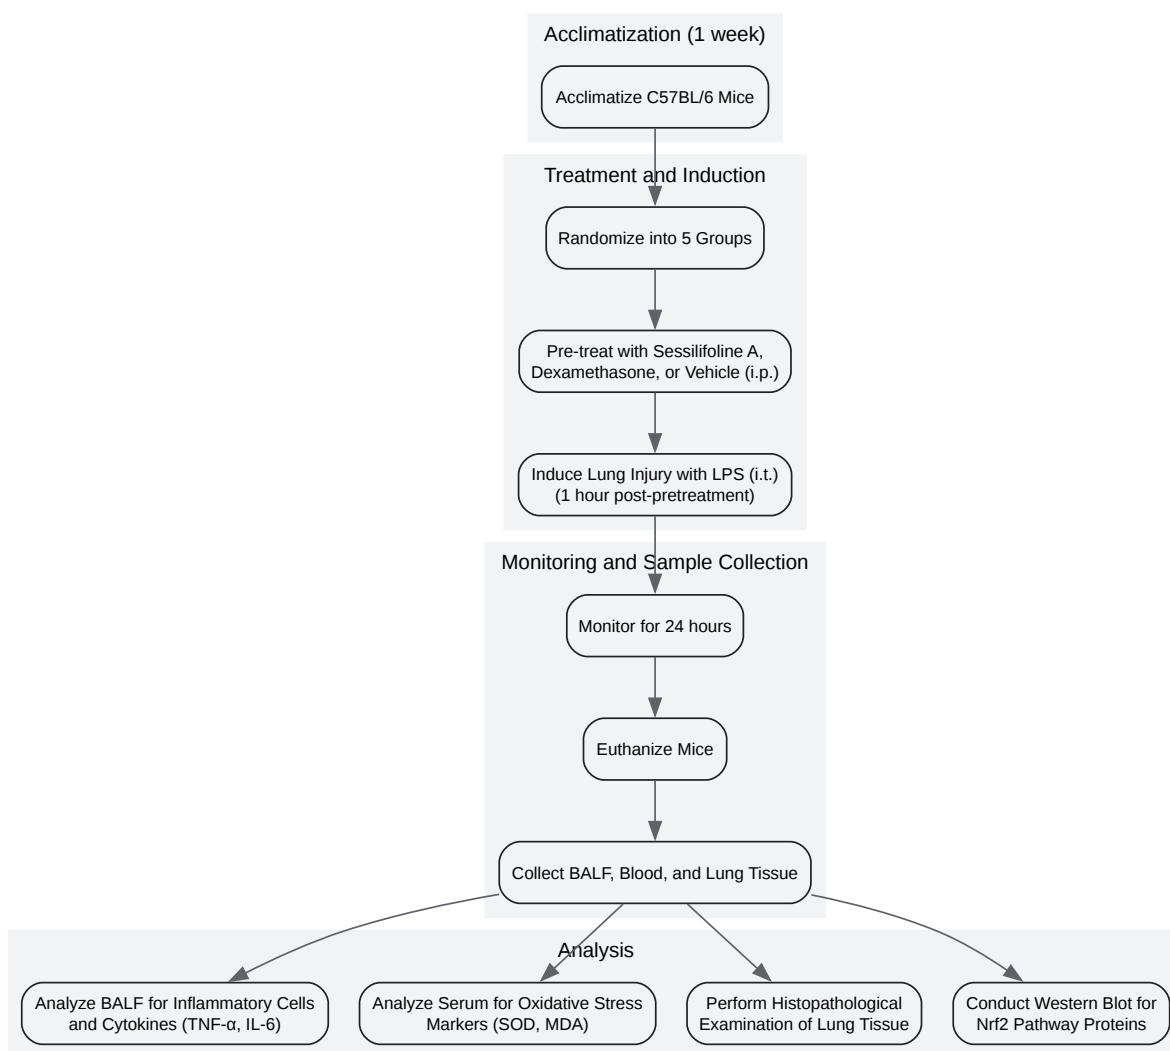 Acclimatization (1 week)
Acclimatize C57BL/6 Mice
Treatment and Induction
Randomize into 5 Groups
Pre-treat with Sessilifoline A,
Dexamethasone, or Vehicle (i.p.)
Induce Lung Injury with LPS (i.t.)
(1 hour post-pretreatment)
Monitoring and Sample Collection
Monitor for 24 hours
Euthanize Mice
Collect BALF, Blood, and Lung Tissue
Analysis
Analyze BALF for Inflammatory Cells
and Cytokines (TNF-α, IL-6)
Analyze Serum for Oxidative Stress
Markers (SOD, MDA)
Perform Histopathological
Examination of Lung Tissue
Conduct Western Blot for
Nrf2 Pathway Proteins